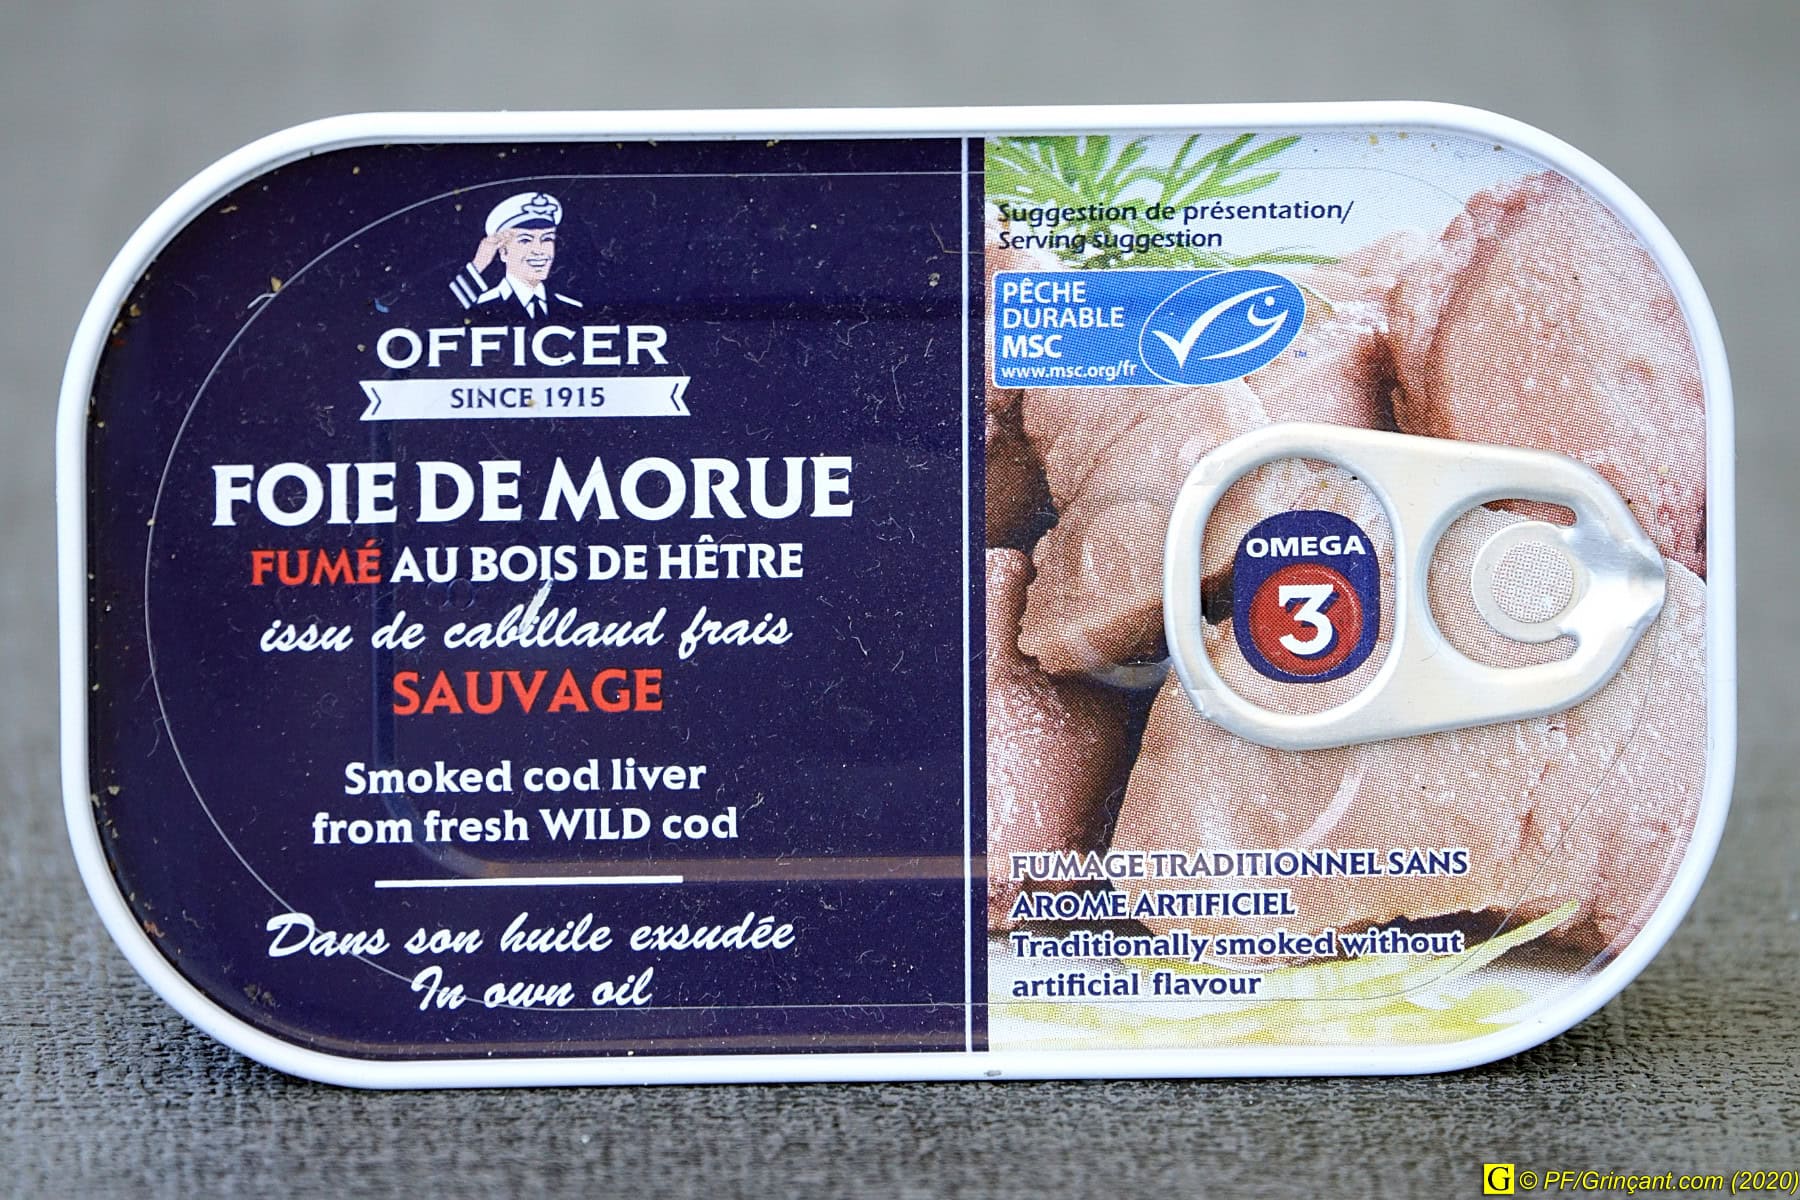 OFFICER
SINCE 1915
FOIE DE MORUE
FUMÉ AU BOIS DE HÊTRE
issu de cabillaud frais
SAUVAGE
Smoked cod liver
from fresh WILD cod
Dans son huile exsudée
In own oil
Suggestion de présentation/
Serving suggestion
PÊCHE
DURABLE
MSC
www.msc.org/fr
TM
OMEGA
3
FUMAGE TRADITIONNEL SANS
AROME ARTIFICIEL
Traditionally smoked without
artificial flavour
G © PF/Grinçant.com (2020)